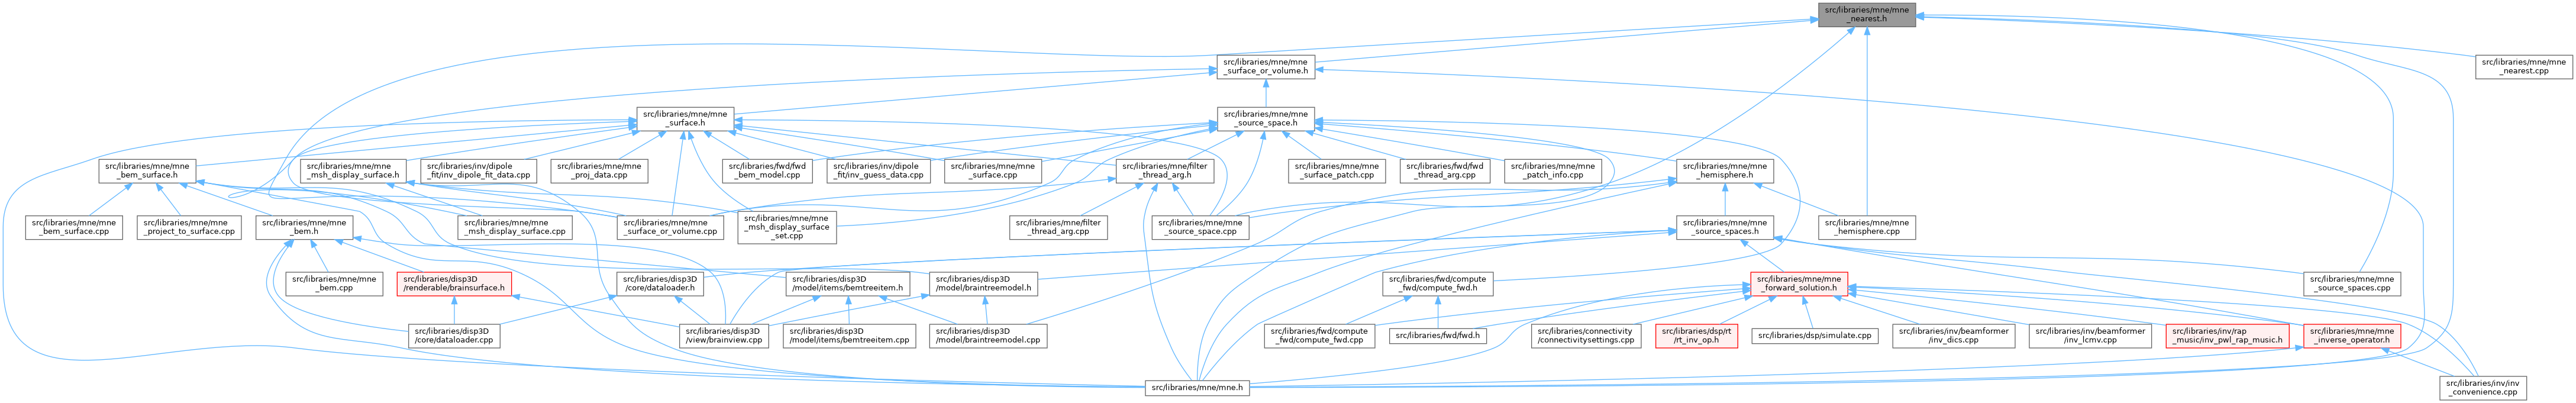 src/libraries/mne/mne
_nearest.h
src/libraries/mne/mne
_surface_or_volume.h
src/libraries/mne/mne
_nearest.cpp
src/libraries/mne/mne
_surface.h
src/libraries/mne/mne
_source_space.h
src/libraries/mne/mne
_bem_surface.h
src/libraries/mne/mne
_msh_display_surface.h
src/libraries/inv/dipole
_fit/inv_dipole_fit_data.cpp
src/libraries/mne/mne
_proj_data.cpp
src/libraries/fwd/fwd
_bem_model.cpp
src/libraries/inv/dipole
_fit/inv_guess_data.cpp
src/libraries/mne/mne
_surface.cpp
src/libraries/mne/filter
_thread_arg.h
src/libraries/mne/mne
_surface_patch.cpp
src/libraries/fwd/fwd
_thread_arg.cpp
src/libraries/mne/mne
_patch_info.cpp
src/libraries/mne/mne
_hemisphere.h
src/libraries/mne/mne
_bem_surface.cpp
src/libraries/mne/mne
_project_to_surface.cpp
src/libraries/mne/mne
_bem.h
src/libraries/mne/mne
_msh_display_surface.cpp
src/libraries/mne/mne
_surface_or_volume.cpp
src/libraries/mne/mne
_msh_display_surface
_set.cpp
src/libraries/mne/filter
_thread_arg.cpp
src/libraries/mne/mne
_source_space.cpp
src/libraries/mne/mne
_source_spaces.h
src/libraries/mne/mne
_hemisphere.cpp
src/libraries/mne/mne
_bem.cpp
src/libraries/disp3D
/renderable/brainsurface.h
src/libraries/disp3D
/core/dataloader.h
src/libraries/disp3D
/model/items/bemtreeitem.h
src/libraries/disp3D
/model/braintreemodel.h
src/libraries/fwd/compute
_fwd/compute_fwd.h
src/libraries/mne/mne
_forward_solution.h
src/libraries/mne/mne
_source_spaces.cpp
src/libraries/disp3D
/core/dataloader.cpp
src/libraries/disp3D
/view/brainview.cpp
src/libraries/disp3D
/model/items/bemtreeitem.cpp
src/libraries/disp3D
/model/braintreemodel.cpp
src/libraries/fwd/compute
_fwd/compute_fwd.cpp
src/libraries/fwd/fwd.h
src/libraries/connectivity
/connectivitysettings.cpp
src/libraries/dsp/rt
/rt_inv_op.h
src/libraries/dsp/simulate.cpp
src/libraries/inv/beamformer
/inv_dics.cpp
src/libraries/inv/beamformer
/inv_lcmv.cpp
src/libraries/inv/rap
_music/inv_pwl_rap_music.h
src/libraries/mne/mne
_inverse_operator.h
src/libraries/mne/mne.h
src/libraries/inv/inv
_convenience.cpp